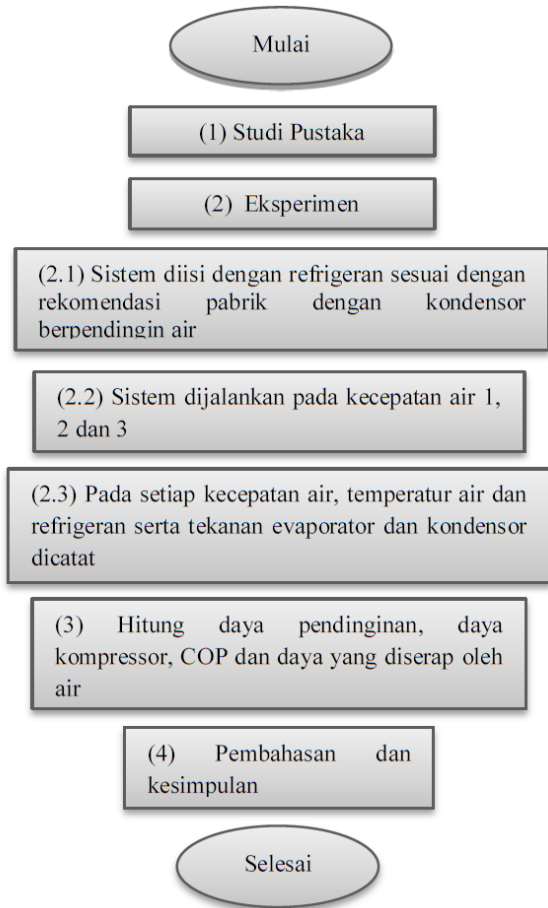 Mulai
(1) Studi Pustaka
(2) Eksperimen
(2.1) Sistem diisi dengan refrigeran sesuai dengan
rekomendasi pabrik dengan kondensor
berpendingin air
(2.2) Sistem dijalankan pada kecepatan air 1,
2 dan 3
(2.3) Pada setiap kecepatan air, temperatur air dan
refrigeran serta tekanan evaporator dan kondensor
dicatat
(3) Hitung daya pendinginan, daya
kompressor, COP dan daya yang diserap oleh
air
(4) Pembahasan dan
kesimpulan
Selesai